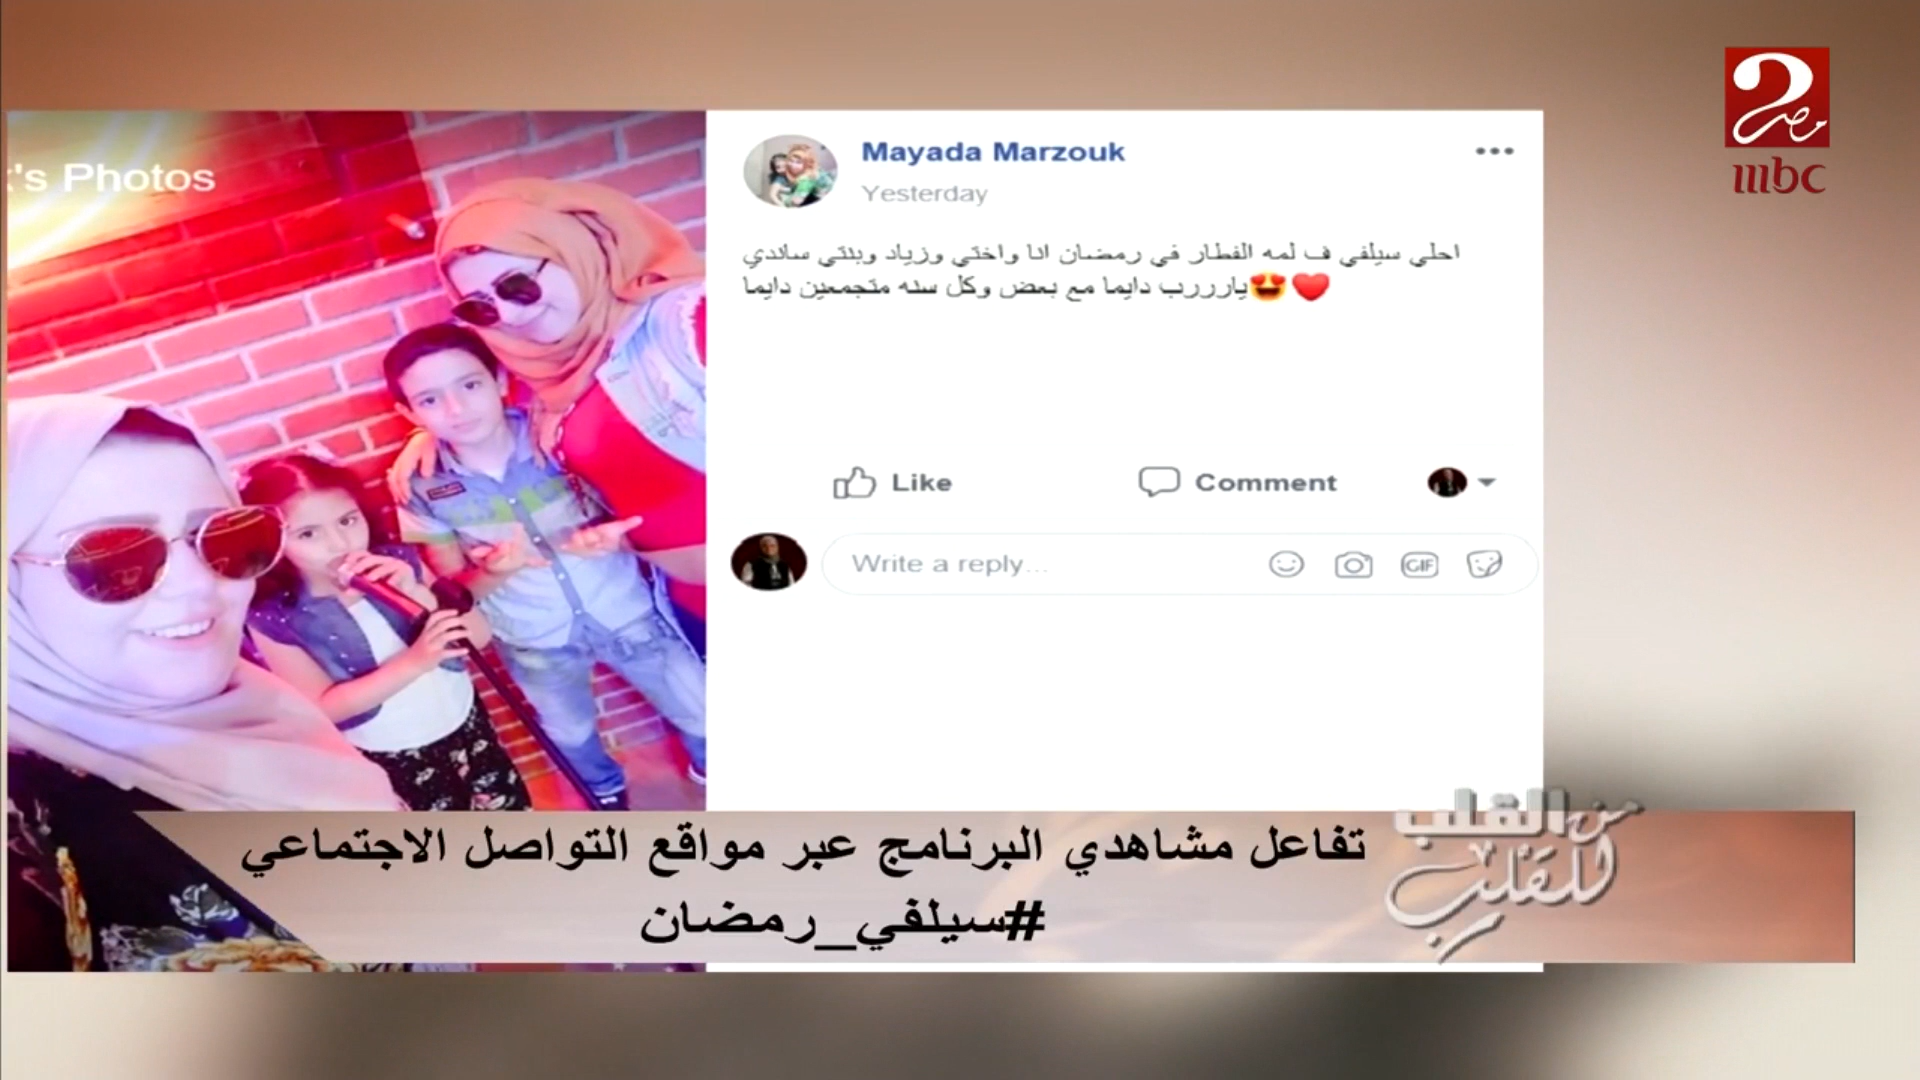 مصر
mbc
's Photos
Mayada Marzouk
Yesterday
احلي سيلفي ف لمه الفطار في رمضان انا واختي وزياد وبنتي ساندي
يارررب دايما مع بعض وكل سنه متجمعين دايما😍❤
Like
Comment
Write a reply...
GIF
من القلب
للقلب
تفاعل مشاهدي البرنامج عبر مواقع التواصل الاجتماعي
#سيلفي_رمضان